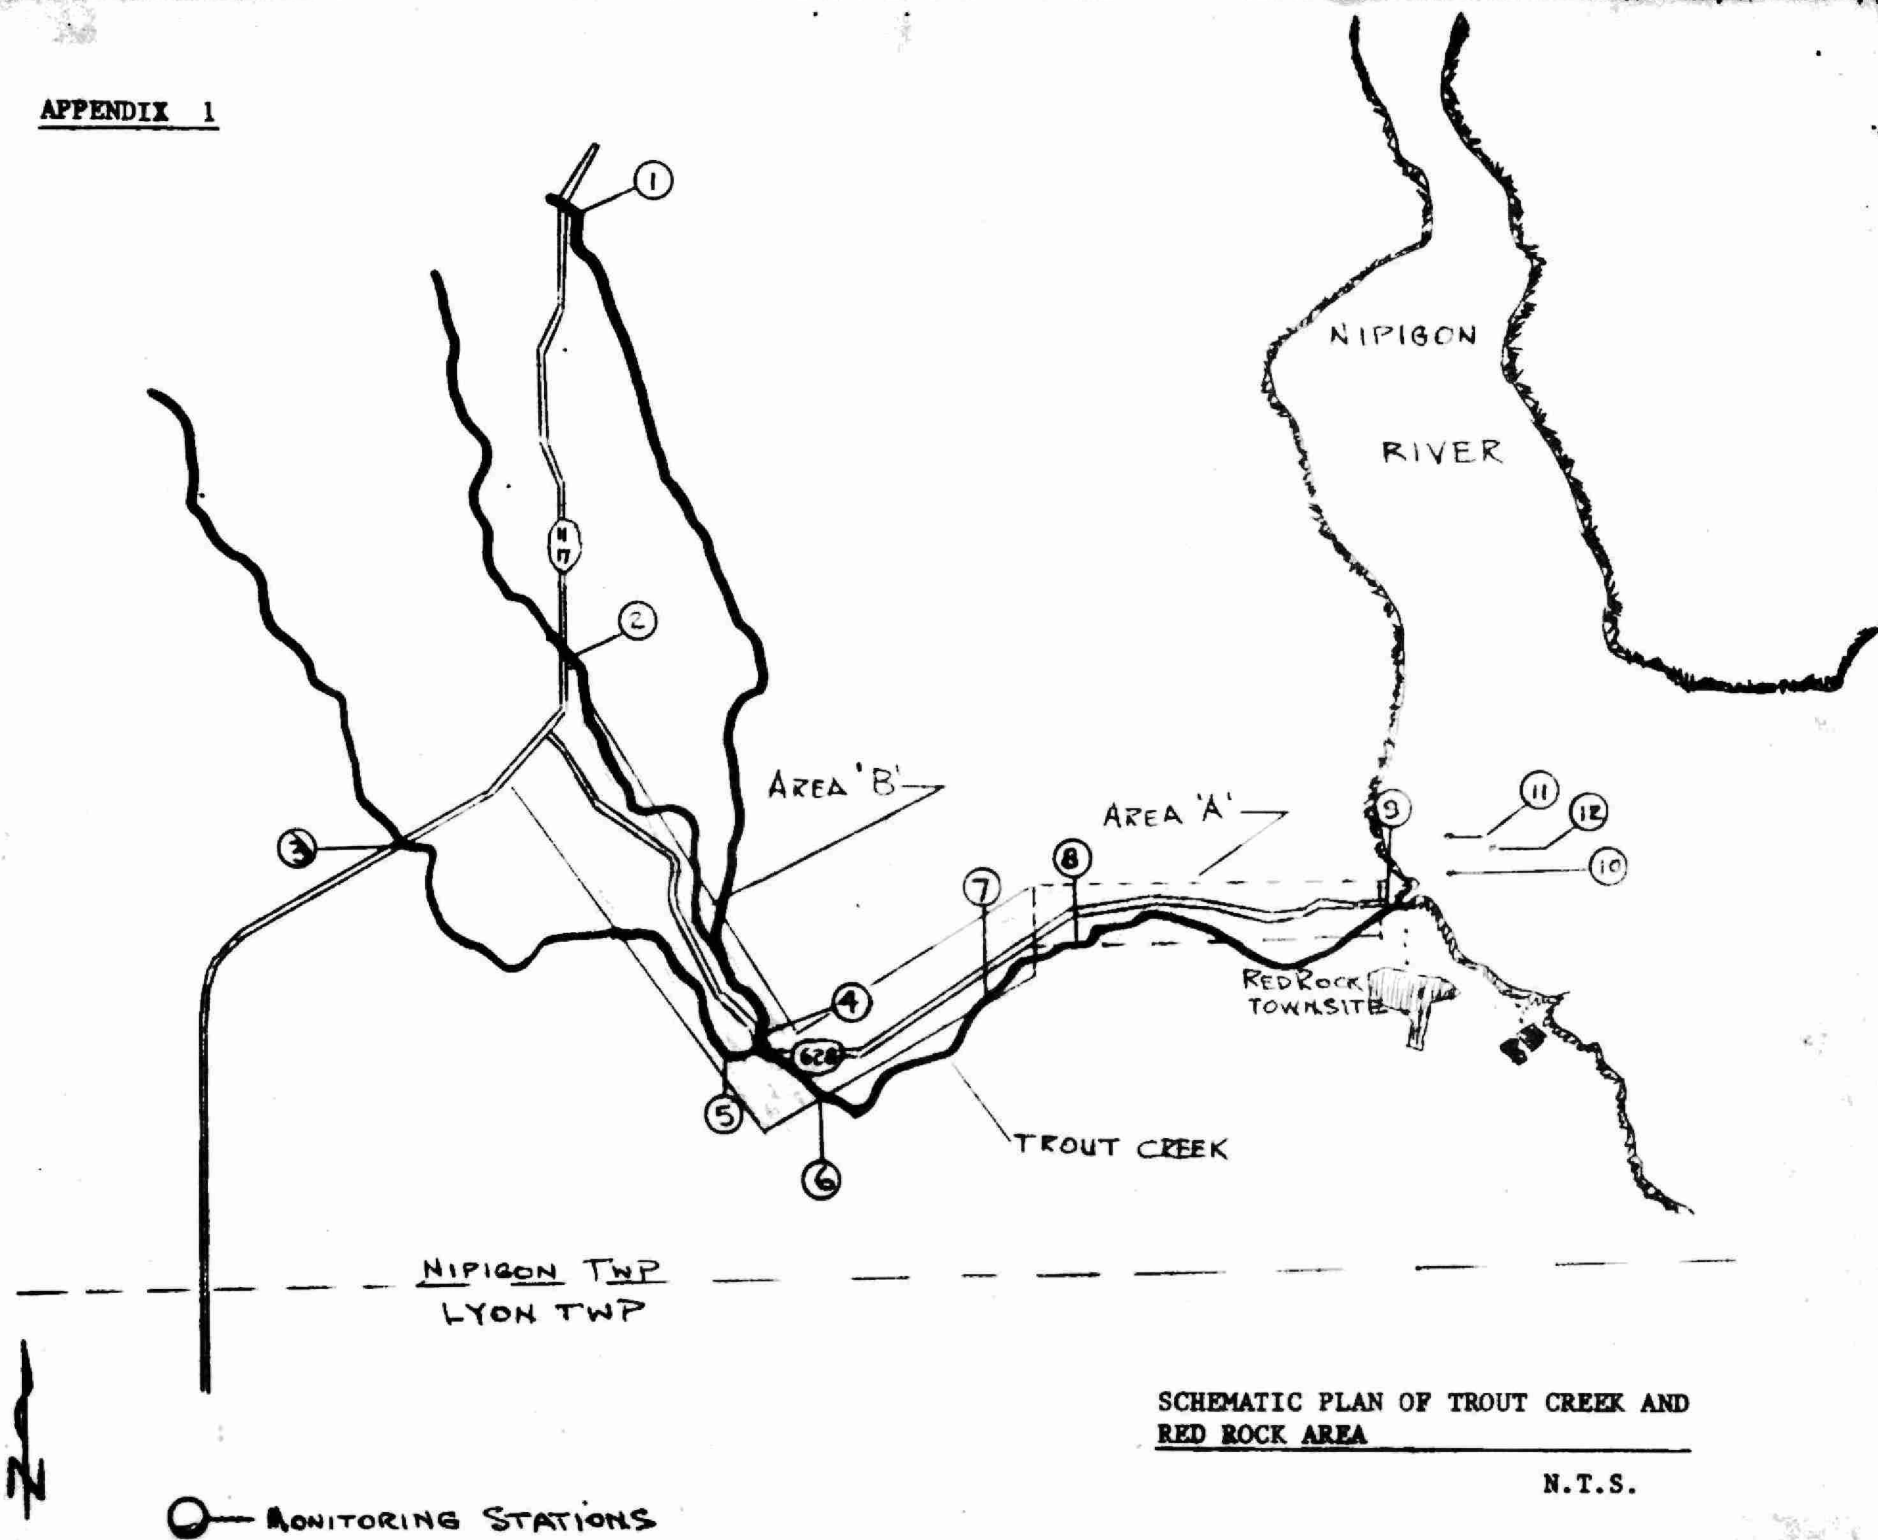 APPENDIX 1
1
NIPIGON
RIVER
11
17
2
AREA 'B'
AREA 'A'
3
4
5
6
7
8
9
11
12
10
628
RED ROCK
TOWNSITE
TROUT CREEK
NIPIGON TWP
LYON TWP
N
SCHEMATIC PLAN OF TROUT CREEK AND
RED ROCK AREA
N.T.S.
MONITORING STATIONS